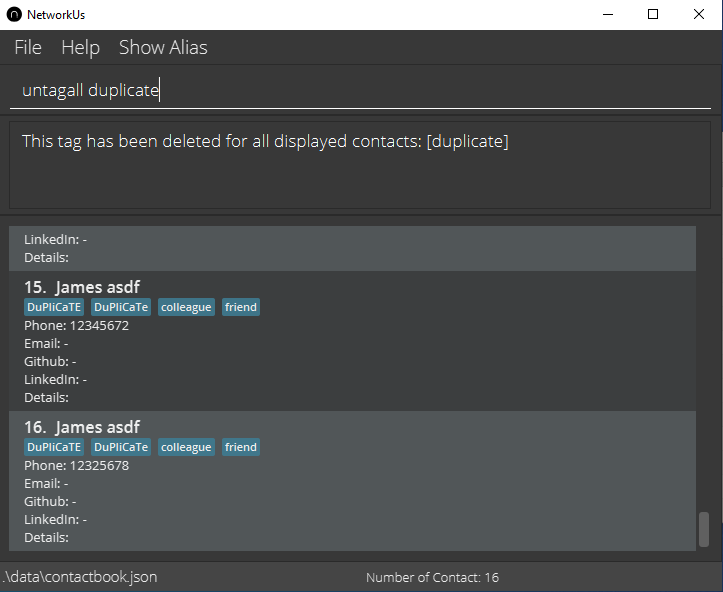 NetworkUs
File Help Show Alias
untagall duplicate
This tag has been deleted for all displayed contacts: [duplicate]
LinkedIn: -
Details:
15. James asdf
DuPliCaTE DuPliCaTe colleague friend
Phone: 12345672
Email: -
Github: -
LinkedIn: -
Details:
16. James asdf
DuPliCaTE DuPliCaTe colleague friend
Phone: 12325678
Email: -
Github: -
LinkedIn: -
Details:
.\data\contactbook.json Number of Contact: 16